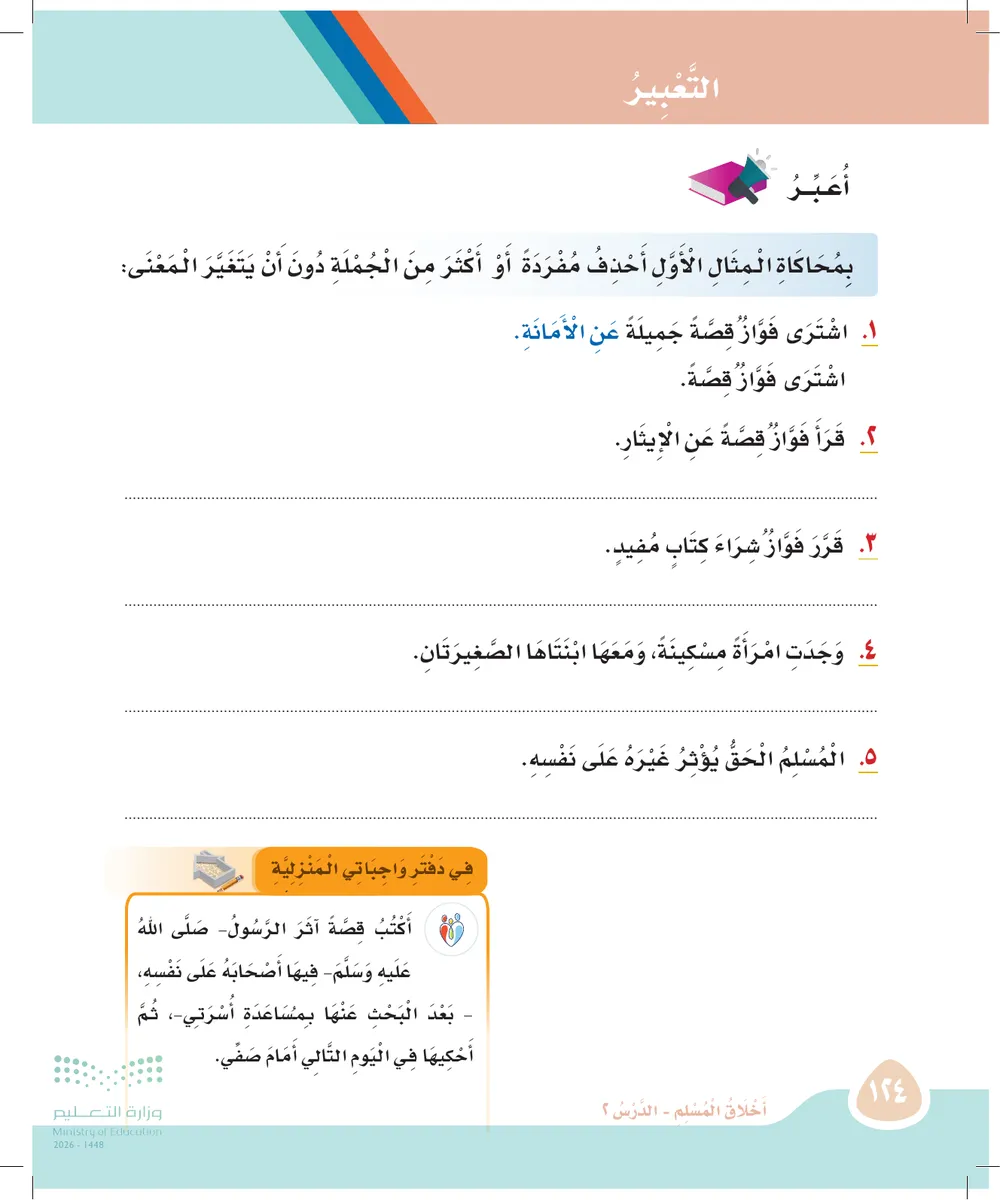 التَّعْبِيرُ
أُعَبِّرُ
بِمُحَاكَاةِ الْمِثَالِ الْأَوَّلِ أَحْذِفُ مُفْرَدَةً أَوْ أَكْثَرَ مِنَ الْجُمْلَةِ دُونَ أَنْ يَتَغَيَّرَ الْمَعْنَى:
١. اشْتَرَى فَوَّازٌ قِصَّةً جَمِيلَةً عَنِ الْأَمَانَةِ.
اشْتَرَى فَوَّازٌ قِصَّةً.
٢. قَرَأَ فَوَّازٌ قِصَّةً عَنِ الْإِيثَارِ.
٣. قَرَّرَ فَوَّازٌ شِرَاءَ كِتَابٍ مُفِيدٍ.
٤. وَجَدَتِ امْرَأَةً مِسْكِينَةً، وَمَعَهَا ابْنَتَاهَا الصَّغِيرَتَانِ.
٥. الْمُسْلِمُ الْحَقُّ يُؤْثِرُ غَيْرَهُ عَلَى نَفْسِهِ.
فِي دَفْتَرِ وَاجِبَاتِي الْمَنْزِلِيَّةِ
أَكْتُبُ قِصَّةً آثَرَ الرَّسُولُ- صَلَّى اللهُ
عَلَيهِ وَسَلَّمَ- فِيهَا أَصْحَابَهُ عَلَى نَفْسِهِ،
- بَعْدَ الْبَحْثِ عَنْهَا بِمُسَاعَدَةِ أُسْرَتِي-، ثُمَّ
أَحْكِيهَا فِي الْيَومِ التَّالِي أَمَامَ صَفِّي.
١٢٤
أَخْلَاقُ الْمُسْلِمِ - الدَّرْسُ ٢
وزارة التعليم
Ministry of Education
2026 - 1448